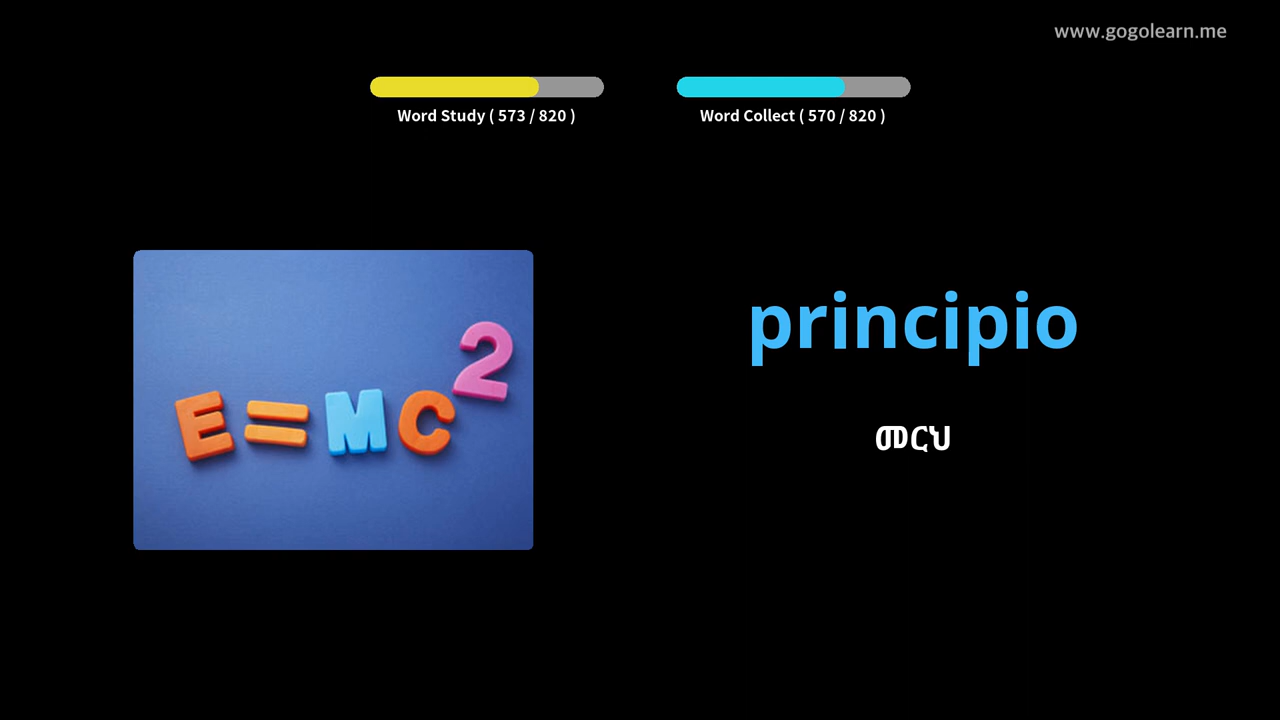 www.gogolearn.me
Word Study ( 573 / 820 )
Word Collect ( 570 / 820 )
E=MC²
principio
መርህ